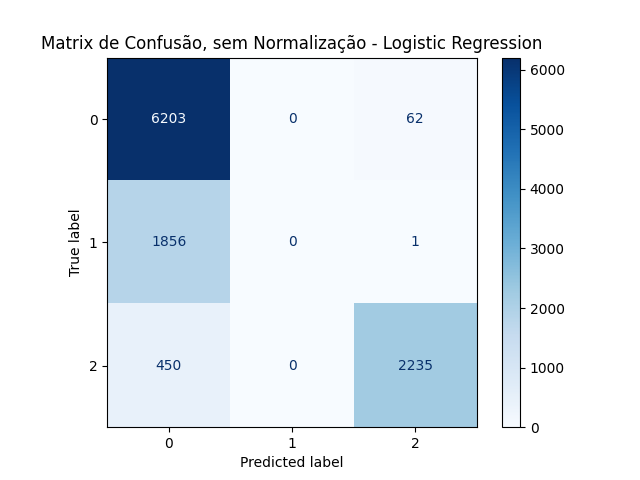 Matrix de Confusão, sem Normalização - Logistic Regression
6000
5000
4000
3000
2000
1000
0
True label
0
1
2
6203 0 62
1856 0 1
450 0 2235
0 1 2
Predicted label